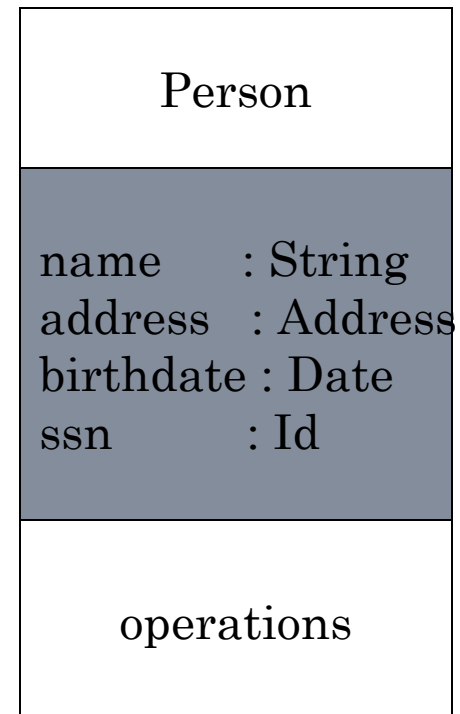 Person
name : String
address : Address
birthdate : Date
ssn : Id
operations